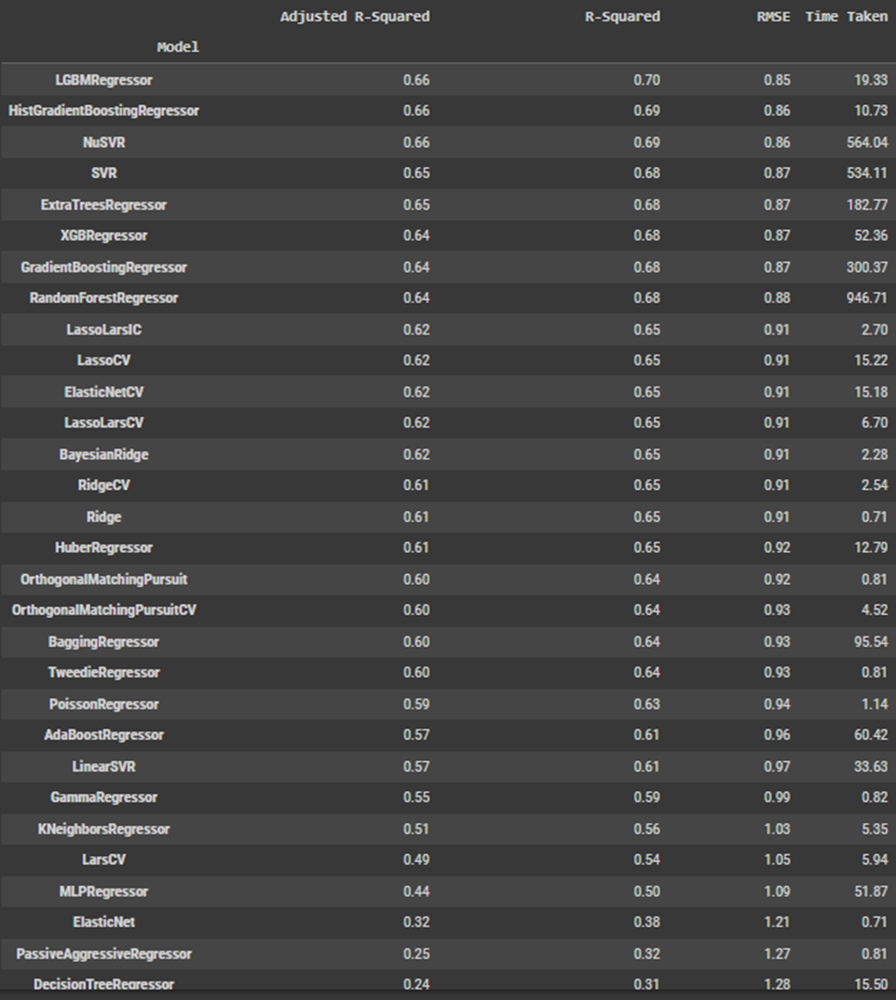 Adjusted R-Squared R-Squared RMSE Time Taken
Model
LGBMRegressor 0.66 0.70 0.85 19.33
HistGradientBoostingRegressor 0.66 0.69 0.86 10.73
NuSVR 0.66 0.69 0.86 564.04
SVR 0.65 0.68 0.87 534.11
ExtraTreesRegressor 0.65 0.68 0.87 182.77
XGBRegressor 0.64 0.68 0.87 52.36
GradientBoostingRegressor 0.64 0.68 0.87 300.37
RandomForestRegressor 0.64 0.68 0.88 946.71
LassoLarsIC 0.62 0.65 0.91 2.70
LassoCV 0.62 0.65 0.91 15.22
ElasticNetCV 0.62 0.65 0.91 15.18
LassoLarsCV 0.62 0.65 0.91 6.70
BayesianRidge 0.62 0.65 0.91 2.28
RidgeCV 0.61 0.65 0.91 2.54
Ridge 0.61 0.65 0.91 0.71
HuberRegressor 0.61 0.65 0.92 12.79
OrthogonalMatchingPursuit 0.60 0.64 0.92 0.81
OrthogonalMatchingPursuitCV 0.60 0.64 0.93 4.52
BaggingRegressor 0.60 0.64 0.93 95.54
TweedieRegressor 0.60 0.64 0.93 0.81
PoissonRegressor 0.59 0.63 0.94 1.14
AdaBoostRegressor 0.57 0.61 0.96 60.42
LinearSVR 0.57 0.61 0.97 33.63
GammaRegressor 0.55 0.59 0.99 0.82
KNeighborsRegressor 0.51 0.56 1.03 5.35
LarsCV 0.49 0.54 1.05 5.94
MLPRegressor 0.44 0.50 1.09 51.87
ElasticNet 0.32 0.38 1.21 0.71
PassiveAggressiveRegressor 0.25 0.32 1.27 0.81
DecisionTreeRegressor 0.24 0.31 1.28 15.50